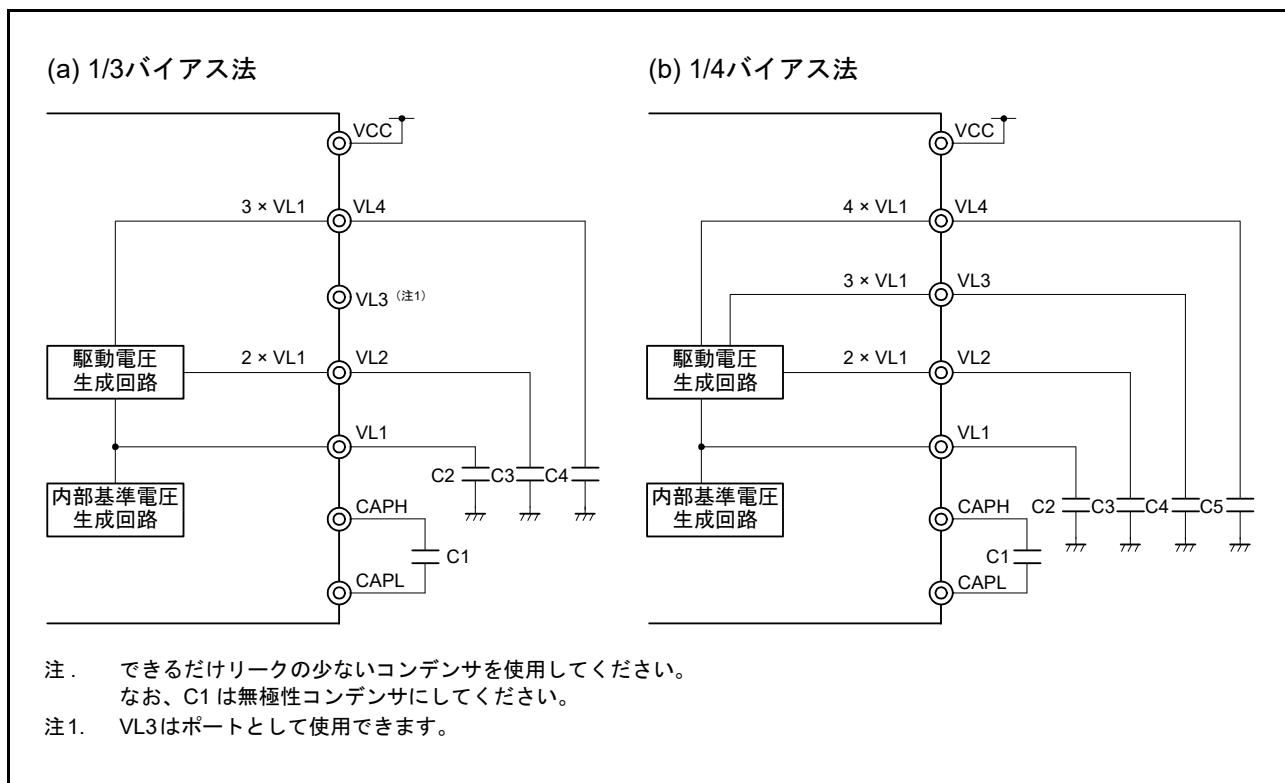 (a) 1/3バイアス法
VCC
3 × VL1
VL4
VL3 (注1)
駆動電圧
生成回路
2 × VL1
VL2
VL1
C2
C3
C4
内部基準電圧
生成回路
CAPH
C1
CAPL
(b) 1/4バイアス法
VCC
4 × VL1
VL4
3 × VL1
VL3
駆動電圧
生成回路
2 × VL1
VL2
VL1
内部基準電圧
生成回路
CAPH
C2
C3
C4
C5
C1
CAPL
注. できるだけリークの少ないコンデンサを使用してください。
なお、C1 は無極性コンデンサにしてください。
注1. VL3はポートとして使用できます。